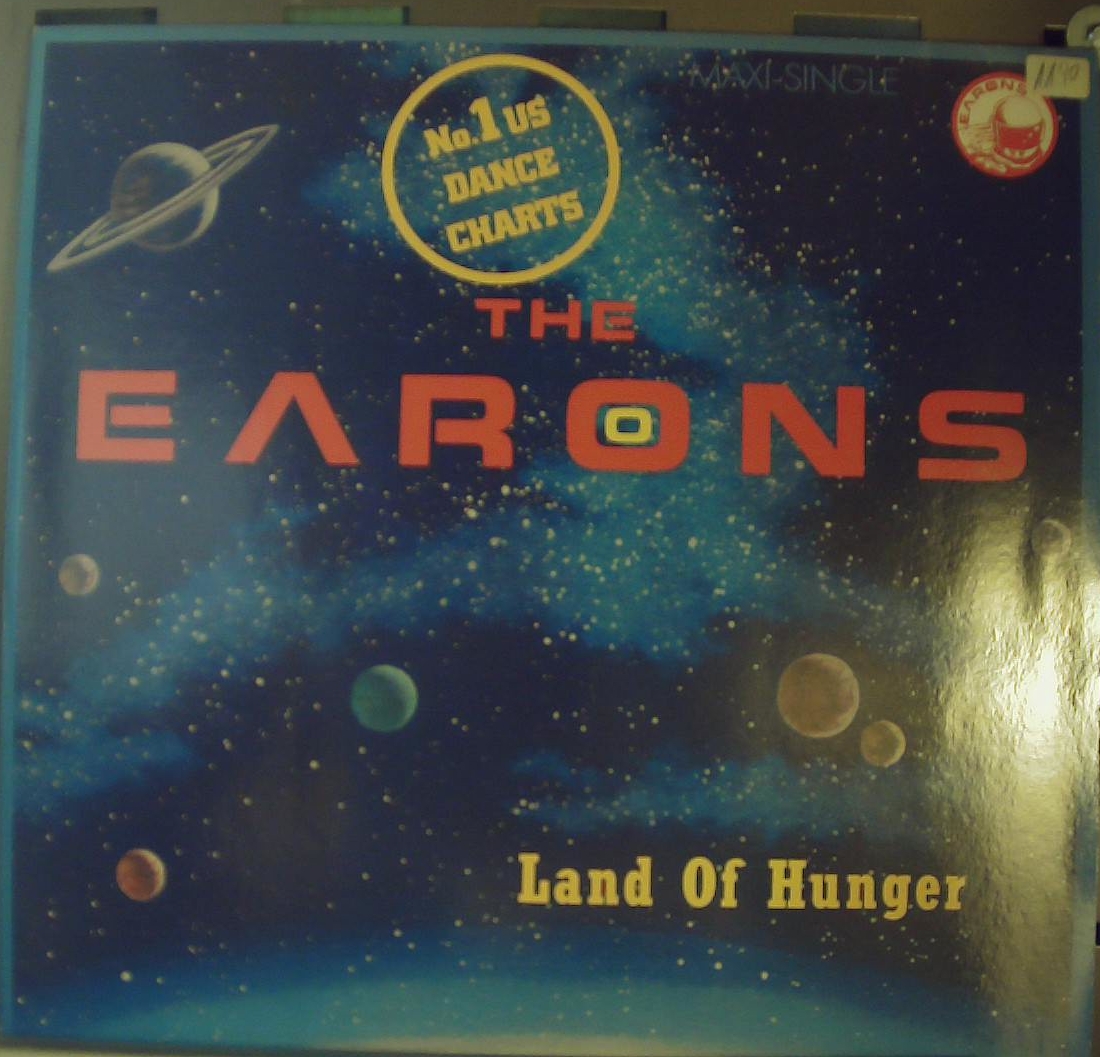 MAXI-SINGLE
EARONS
No.1 US
DANCE
CHARTS
THE
EARONS
Land Of Hunger